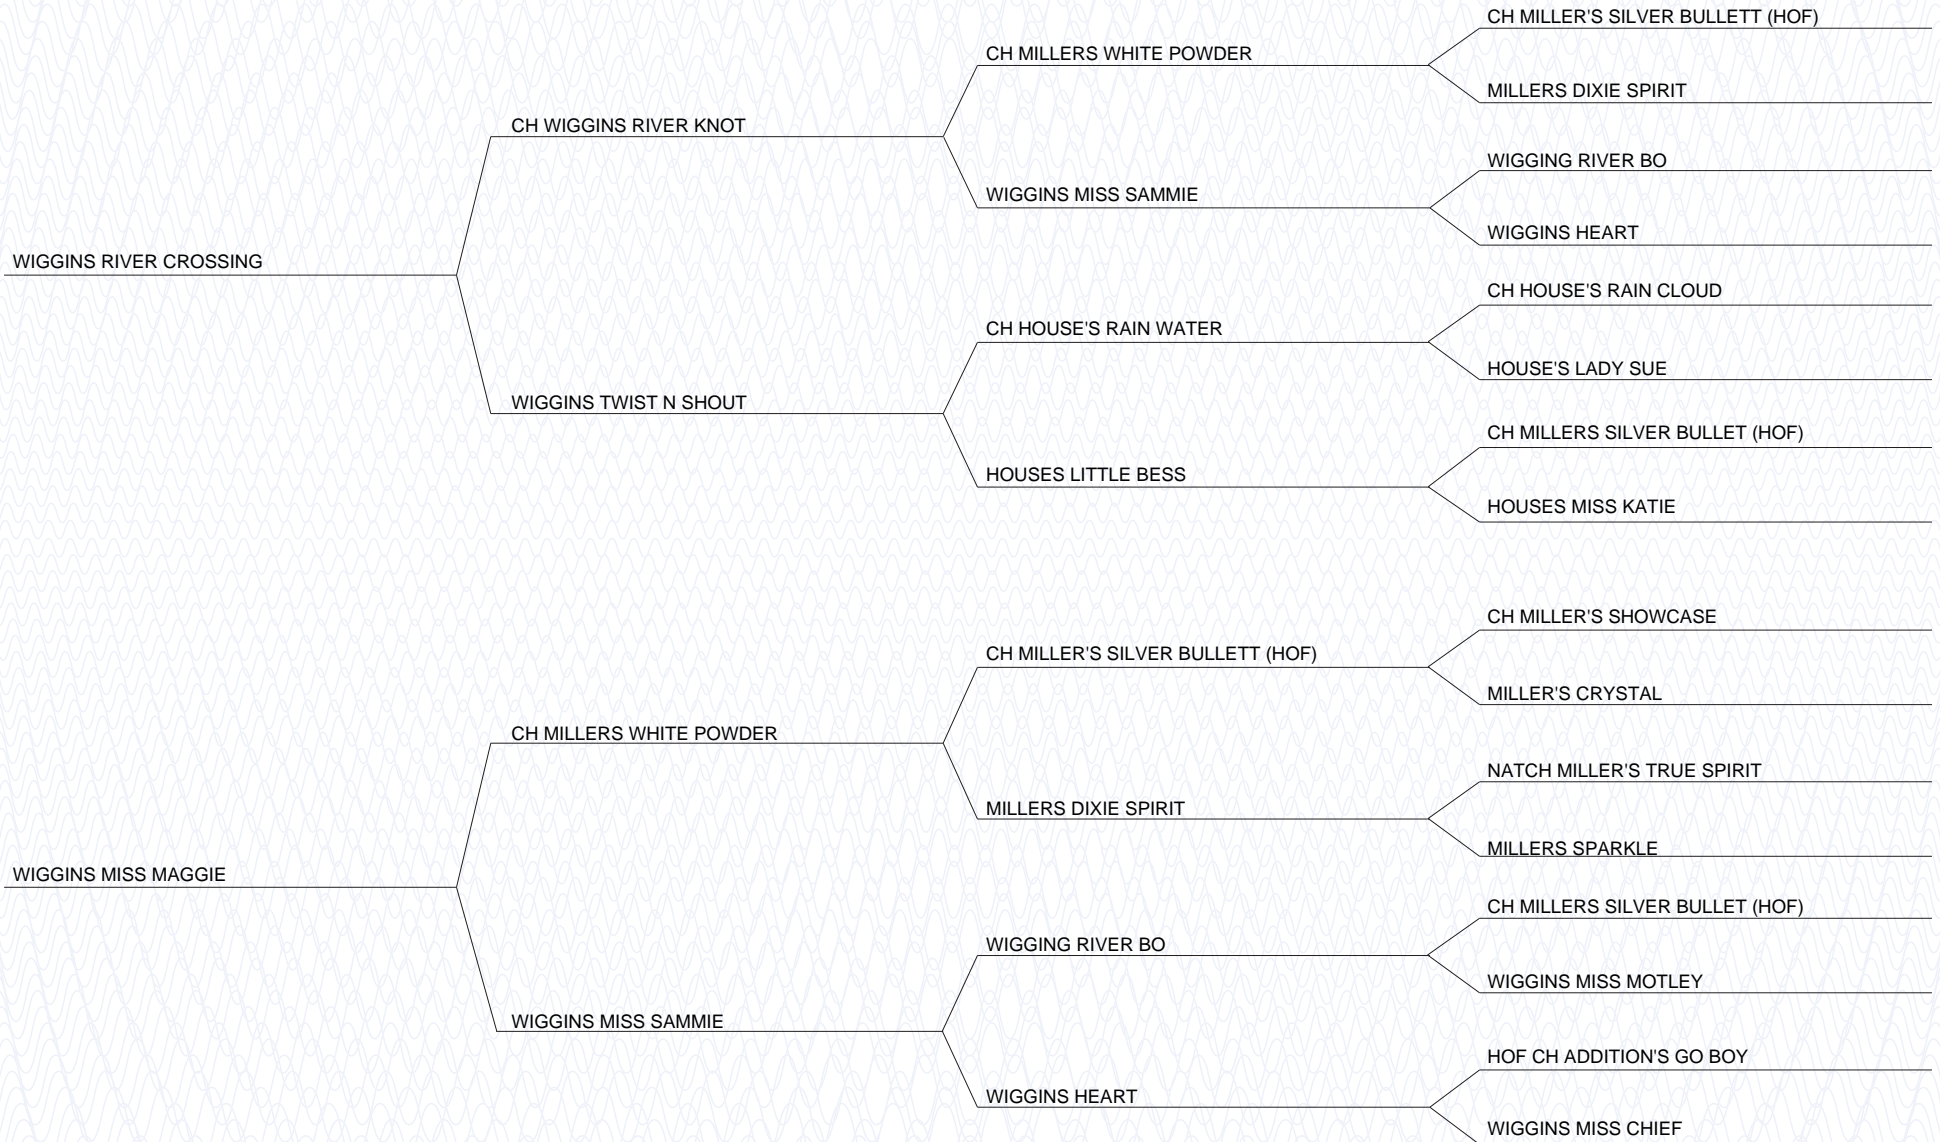 CH MILLER'S SILVER BULLETT (HOF)
CH MILLERS WHITE POWDER
MILLERS DIXIE SPIRIT
CH WIGGINS RIVER KNOT
WIGGING RIVER BO
WIGGINS MISS SAMMIE
WIGGINS HEART
WIGGINS RIVER CROSSING
CH HOUSE'S RAIN CLOUD
CH HOUSE'S RAIN WATER
HOUSE'S LADY SUE
WIGGINS TWIST N SHOUT
CH MILLERS SILVER BULLET (HOF)
HOUSES LITTLE BESS
HOUSES MISS KATIE
CH MILLER'S SHOWCASE
CH MILLER'S SILVER BULLETT (HOF)
MILLER'S CRYSTAL
CH MILLERS WHITE POWDER
NATCH MILLER'S TRUE SPIRIT
MILLERS DIXIE SPIRIT
MILLERS SPARKLE
WIGGINS MISS MAGGIE
CH MILLERS SILVER BULLET (HOF)
WIGGING RIVER BO
WIGGINS MISS MOTLEY
WIGGINS MISS SAMMIE
HOF CH ADDITION'S GO BOY
WIGGINS HEART
WIGGINS MISS CHIEF